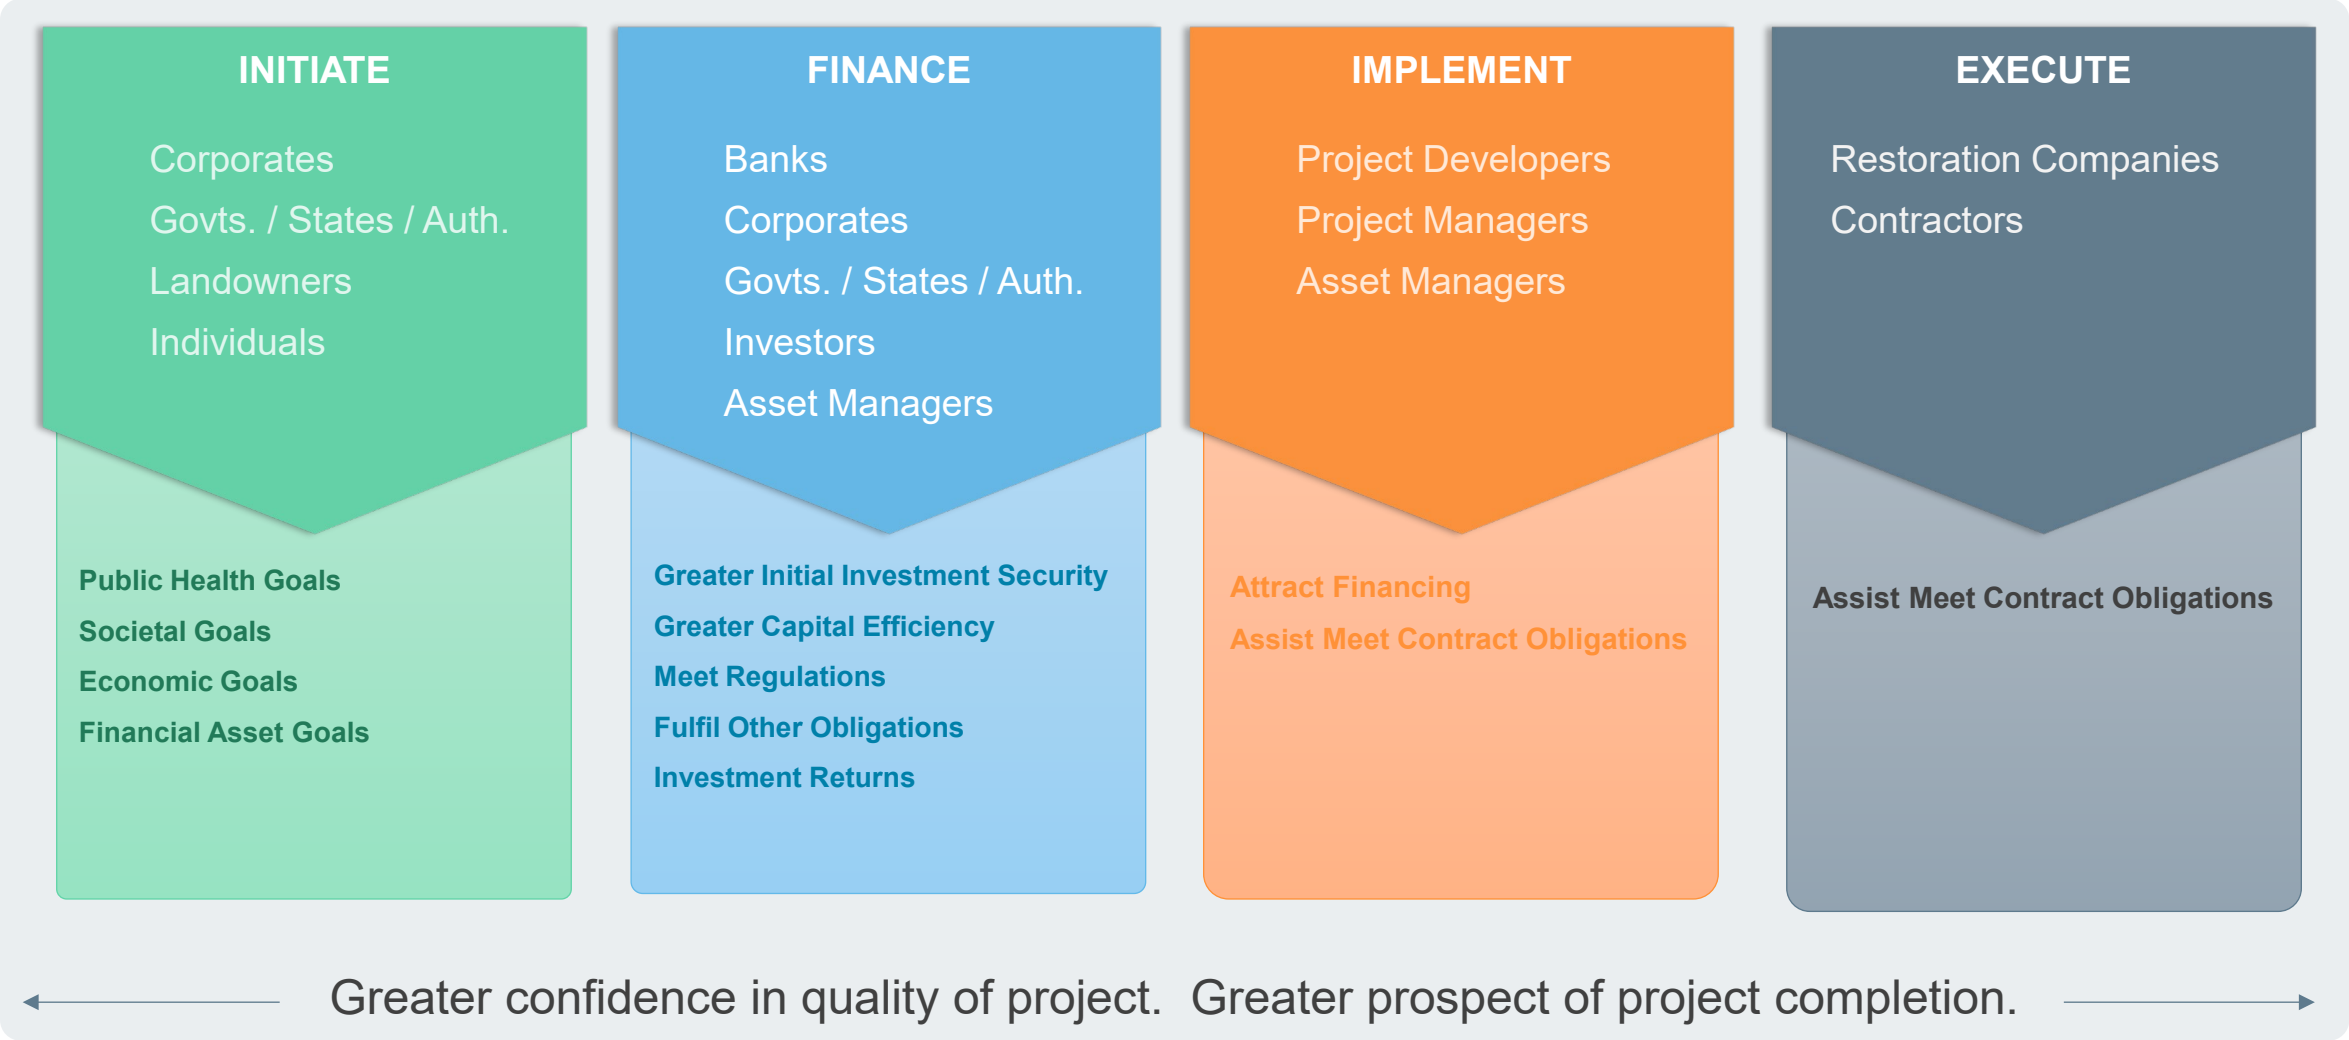 INITIATE
Corporates
Govts. / States / Auth.
Landowners
Individuals
Public Health Goals
Societal Goals
Economic Goals
Financial Asset Goals
FINANCE
Banks
Corporates
Govts. / States / Auth.
Investors
Asset Managers
Greater Initial Investment Security
Greater Capital Efficiency
Meet Regulations
Fulfil Other Obligations
Investment Returns
IMPLEMENT
Project Developers
Project Managers
Asset Managers
Attract Financing
Assist Meet Contract Obligations
EXECUTE
Restoration Companies
Contractors
Assist Meet Contract Obligations
Greater confidence in quality of project. Greater prospect of project completion.